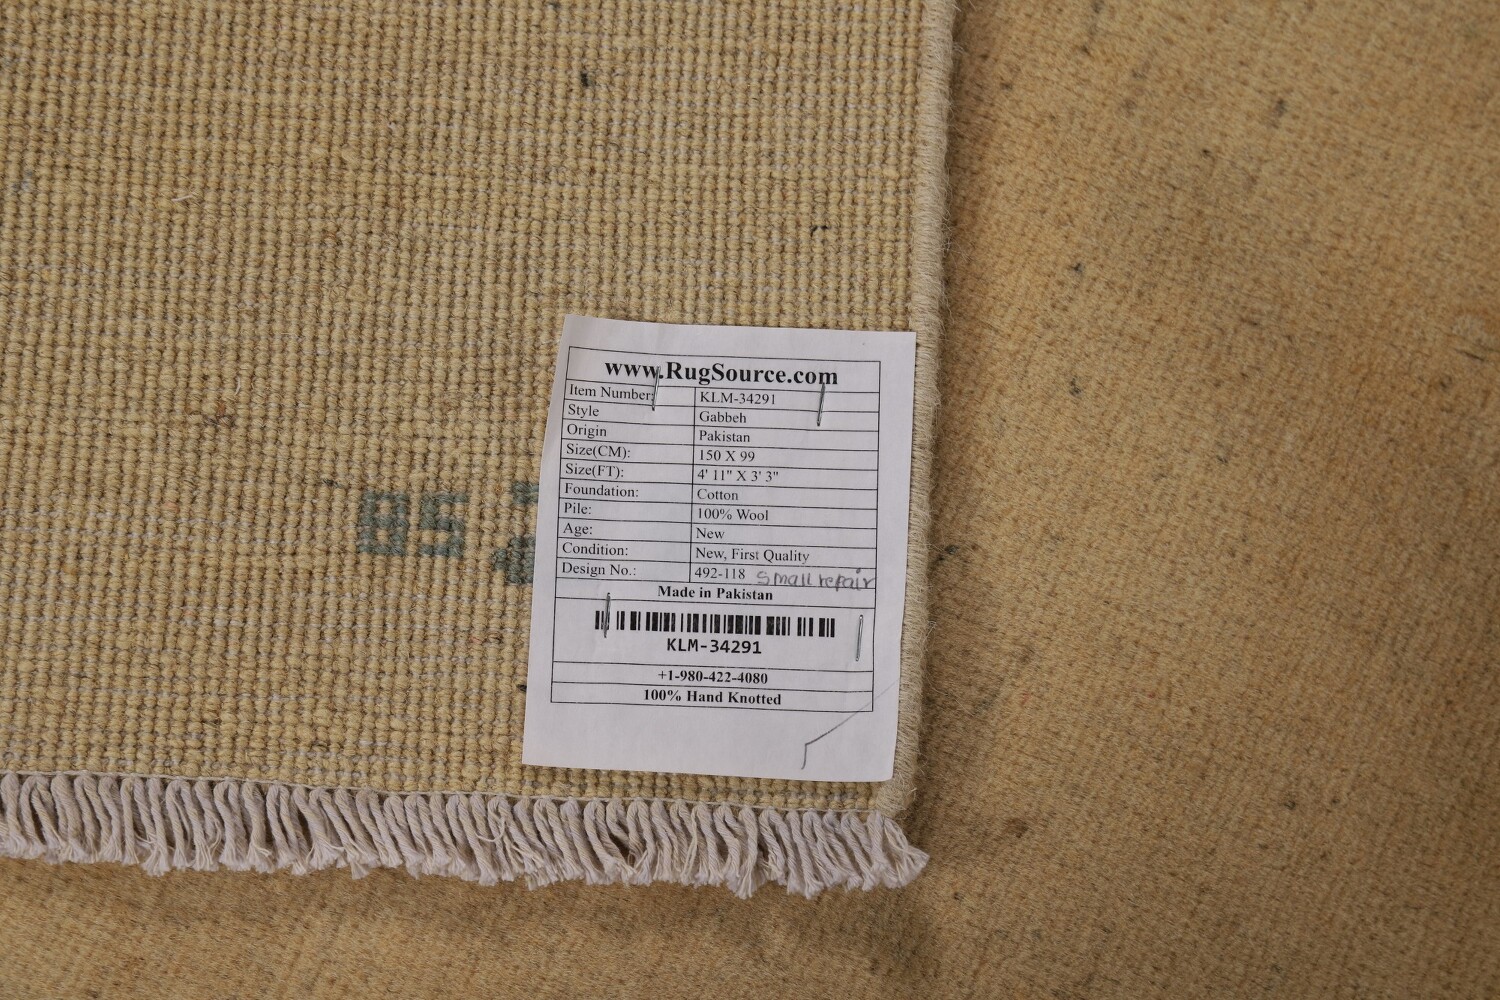 www.RugSource.com
Item Number: KLM-34291
Style Gabbeh
Origin Pakistan
Size(CM): 150 X 99
Size(FT): 4' 11" X 3' 3"
Foundation: Cotton
Pile: 100% Wool
Age: New
Condition: New, First Quality
Design No.: 492-118 small repair
Made in Pakistan
KLM-34291
+1-980-422-4080
100% Hand Knotted